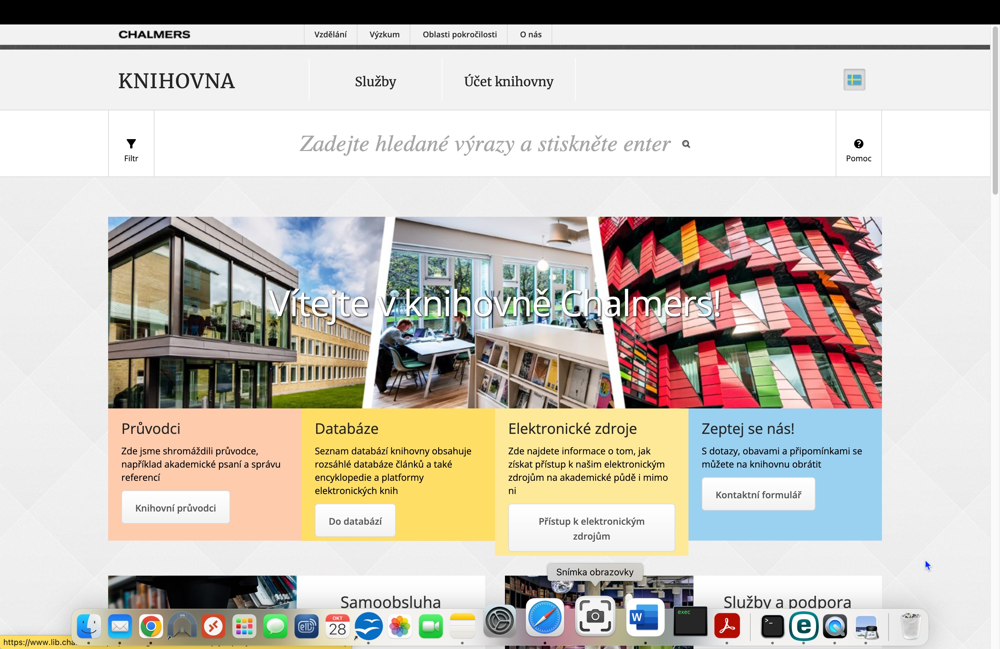 CHALMERS
Vzdělání
Výzkum
Oblasti pokročilosti
O nás
KNIHOVNA
Služby
Účet knihovny
Filtr
Zadejte hledané výrazy a stiskněte enter
Pomoc
Vítejte v knihovně Chalmers!
Průvodci
Zde jsme shromáždili průvodce,
například akademické psaní a správu
referencí
Knihovní průvodci
Databáze
Seznam databází knihovny obsahuje
rozsáhlé databáze článků a také
encyklopedie a platformy
elektronických knih
Do databází
Elektronické zdroje
Zde najdete informace o tom, jak
získat přístup k našim elektronickým
zdrojům na akademické půdě i mimo
ni
Přístup k elektronickým
zdrojům
Zeptej se nás!
S dotazy, obavami a připomínkami se
můžete na knihovnu obrátit
Kontaktní formulář
Snímka obrazovky
Samoobsluha
Služby a podpora
VPN
elb
OKT
28
W
exec
>_
e
https://www.lib.cha